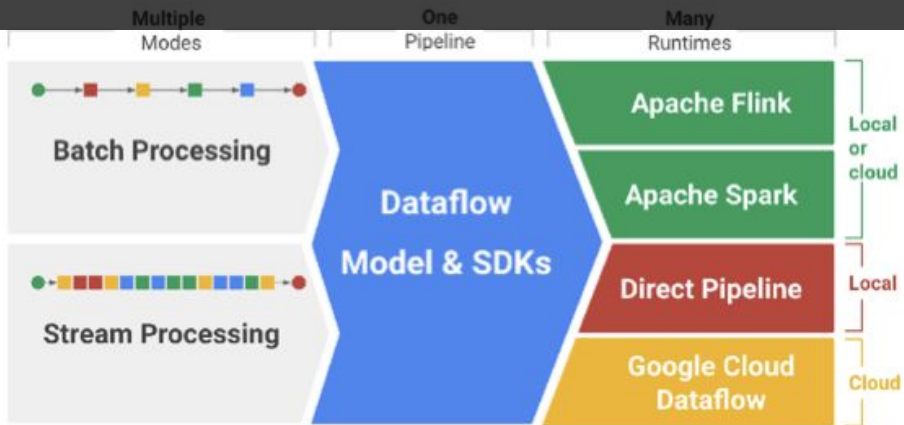 Multiple
Modes
One
Pipeline
Many
Runtimes
Batch Processing
Stream Processing
Dataflow
Model & SDKs
Apache Flink
Apache Spark
Direct Pipeline
Google Cloud
Dataflow
Local
or
cloud
Local
Cloud